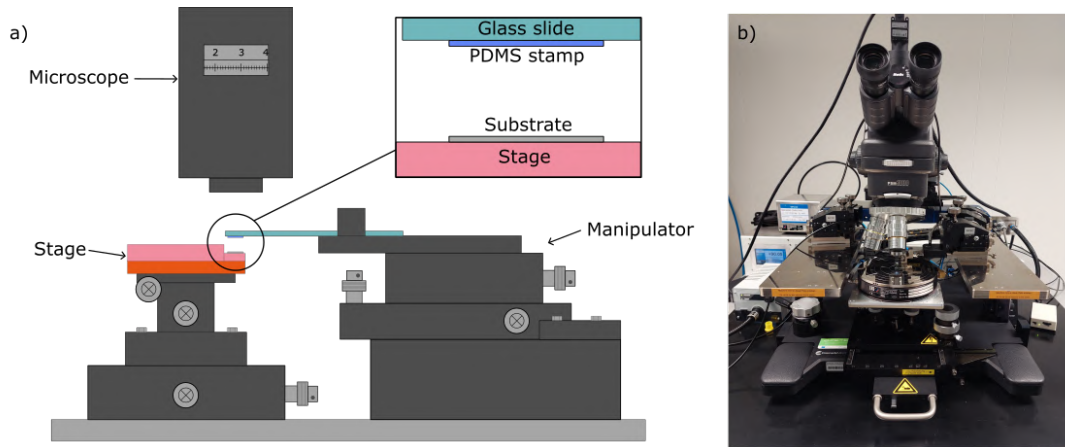 a)
Glass slide
PDMS stamp
Microscope
2 3 4
Substrate
Stage
Stage
Manipulator
b)